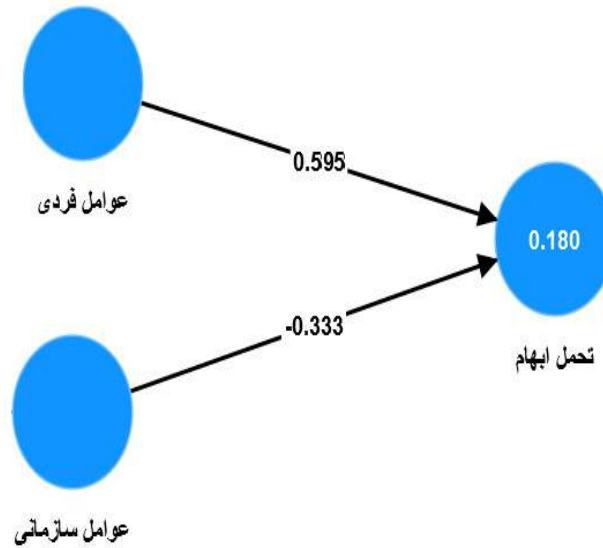 0.595
عوامل فردی
0.180
-0.333
تحمل ابهام
عوامل سازمانی